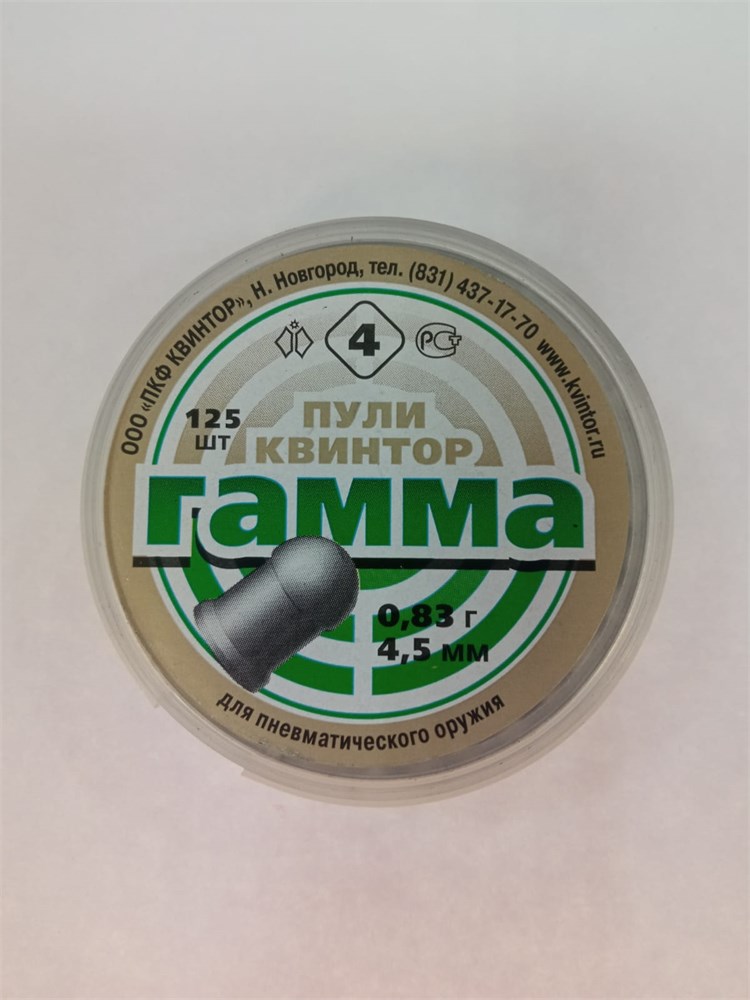 ООО «ПКФ КВИНТОР», Н. Новгород, тел. (831) 437-17-70 www.kvintor.ru
4
РСТ
125
ШТ
ПУЛИ
КВИНТОР
гамма
0,83 г
4,5 мм
для пневматического оружия